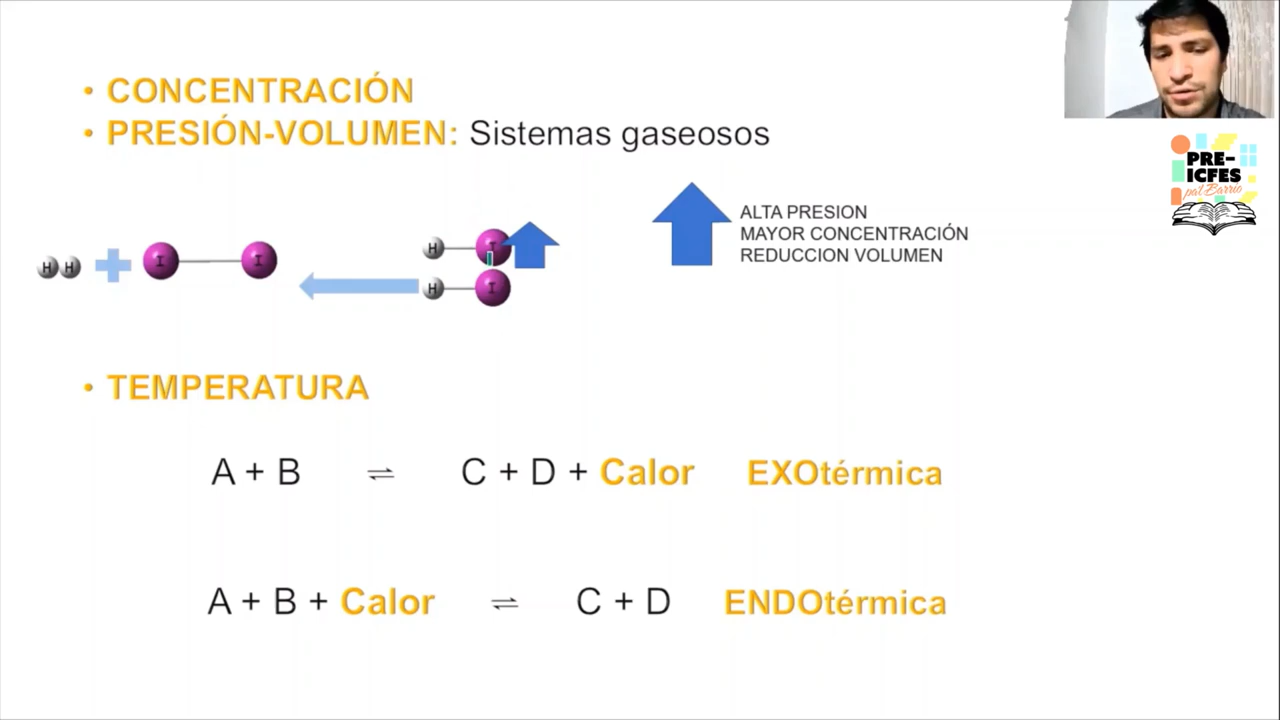 • CONCENTRACIÓN
• PRESIÓN-VOLUMEN: Sistemas gaseosos
PRE-
ICFES
pa'l Barrio
ALTA PRESION
MAYOR CONCENTRACIÓN
REDUCCION VOLUMEN
H H + I I
H I
H I
• TEMPERATURA
A + B ⇌ C + D + Calor EXOtérmica
A + B + Calor ⇌ C + D ENDOtérmica